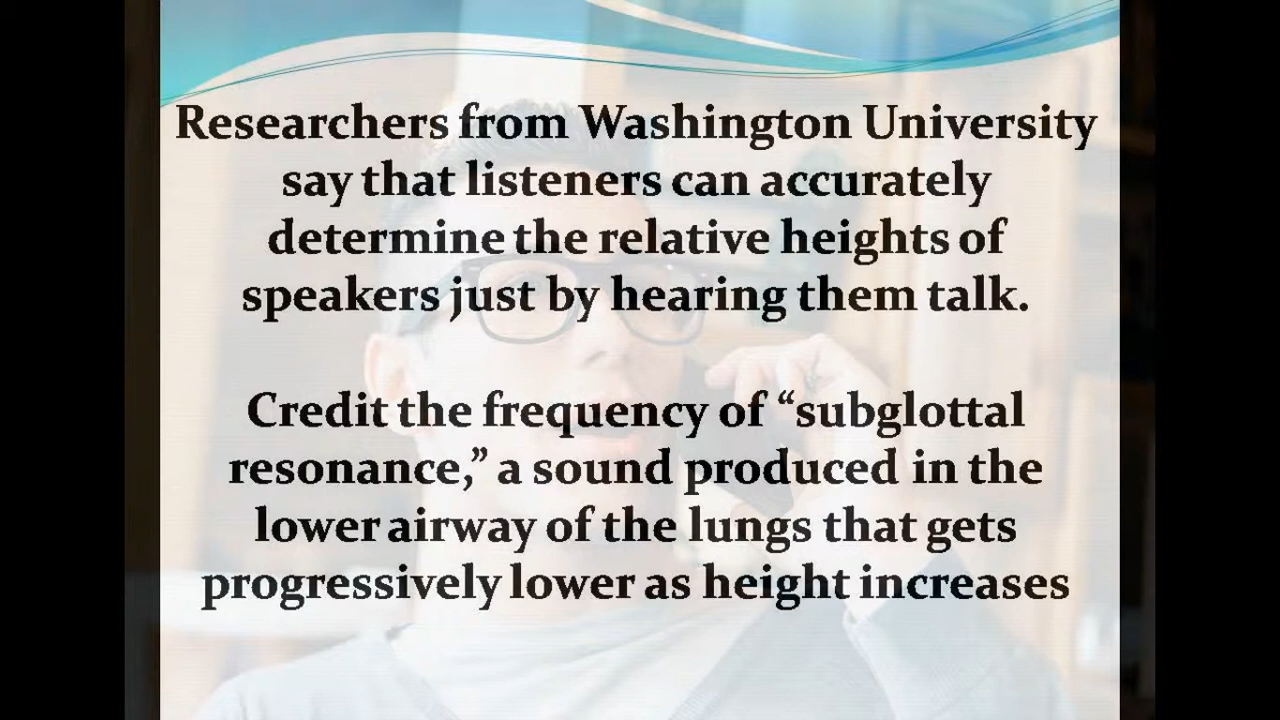 Researchers from Washington University
say that listeners can accurately
determine the relative heights of
speakers just by hearing them talk.
Credit the frequency of “subglottal
resonance,” a sound produced in the
lower airway of the lungs that gets
progressively lower as height increases